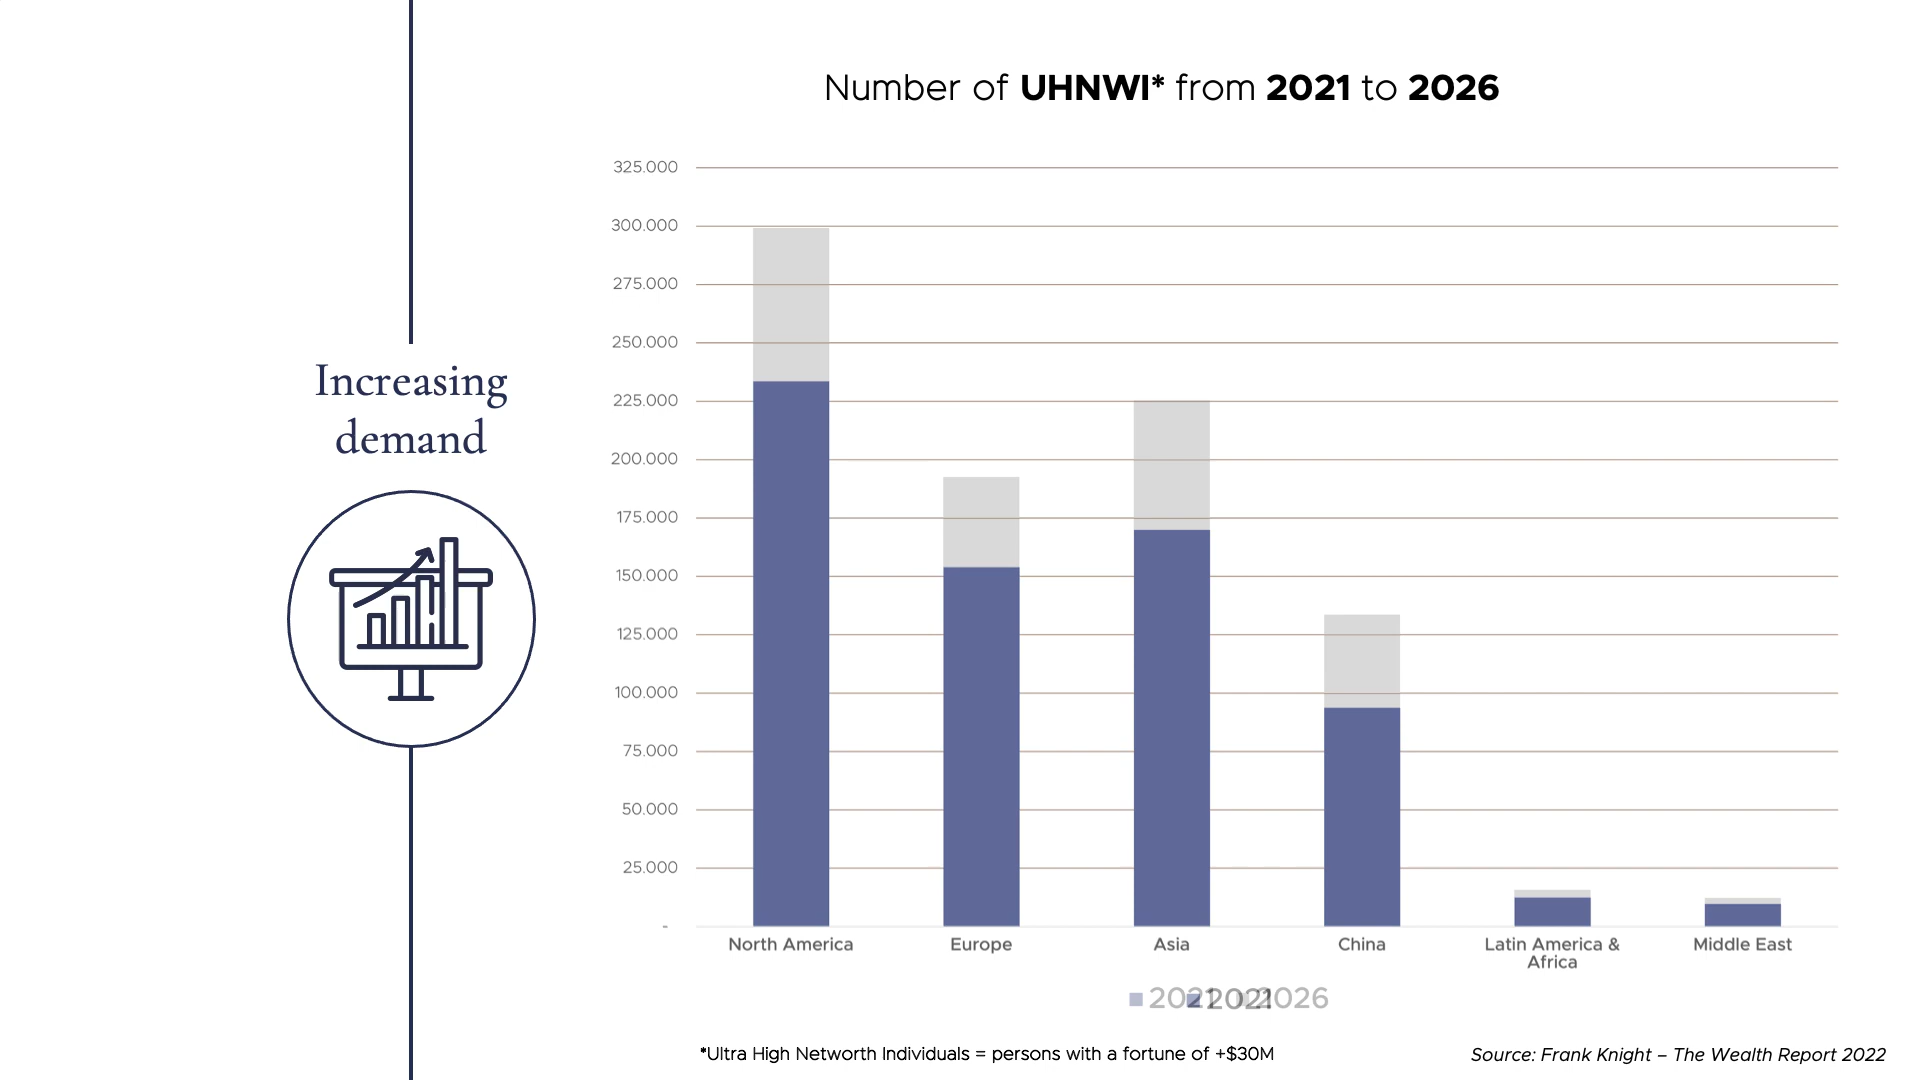 Number of UHNWI* from 2021 to 2026
Increasing
demand
325.000
300.000
275.000
250.000
225.000
200.000
175.000
150.000
125.000
100.000
75.000
50.000
25.000
-
North America
Europe
Asia
China
Latin America &
Africa
Middle East
2021 2021 2026
*Ultra High Networth Individuals = persons with a fortune of +$30M
Source: Frank Knight – The Wealth Report 2022